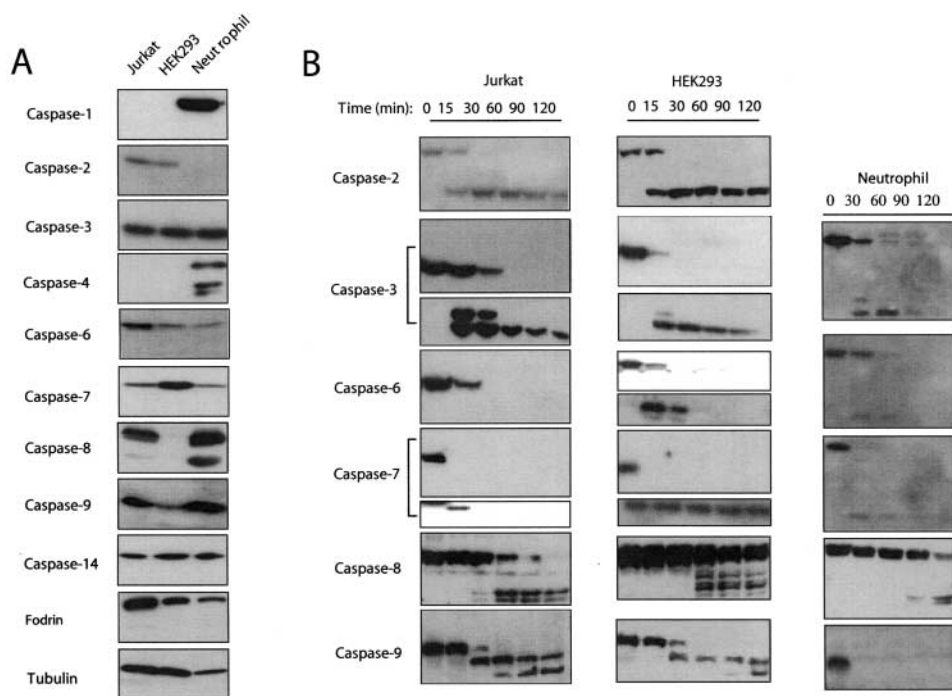 A
Jurkat
HEK293
Neut rophil
Caspase-1
Caspase-2
Caspase-3
Caspase-4
Caspase-6
Caspase-7
Caspase-8
Caspase-9
Caspase-14
Fodrin
Tubulin
B
Jurkat
Time (min): 0 15 30 60 90 120
HEK293
0 15 30 60 90 120
Neutrophil
0 30 60 90 120
Caspase-2
Caspase-3
Caspase-6
Caspase-7
Caspase-8
Caspase-9